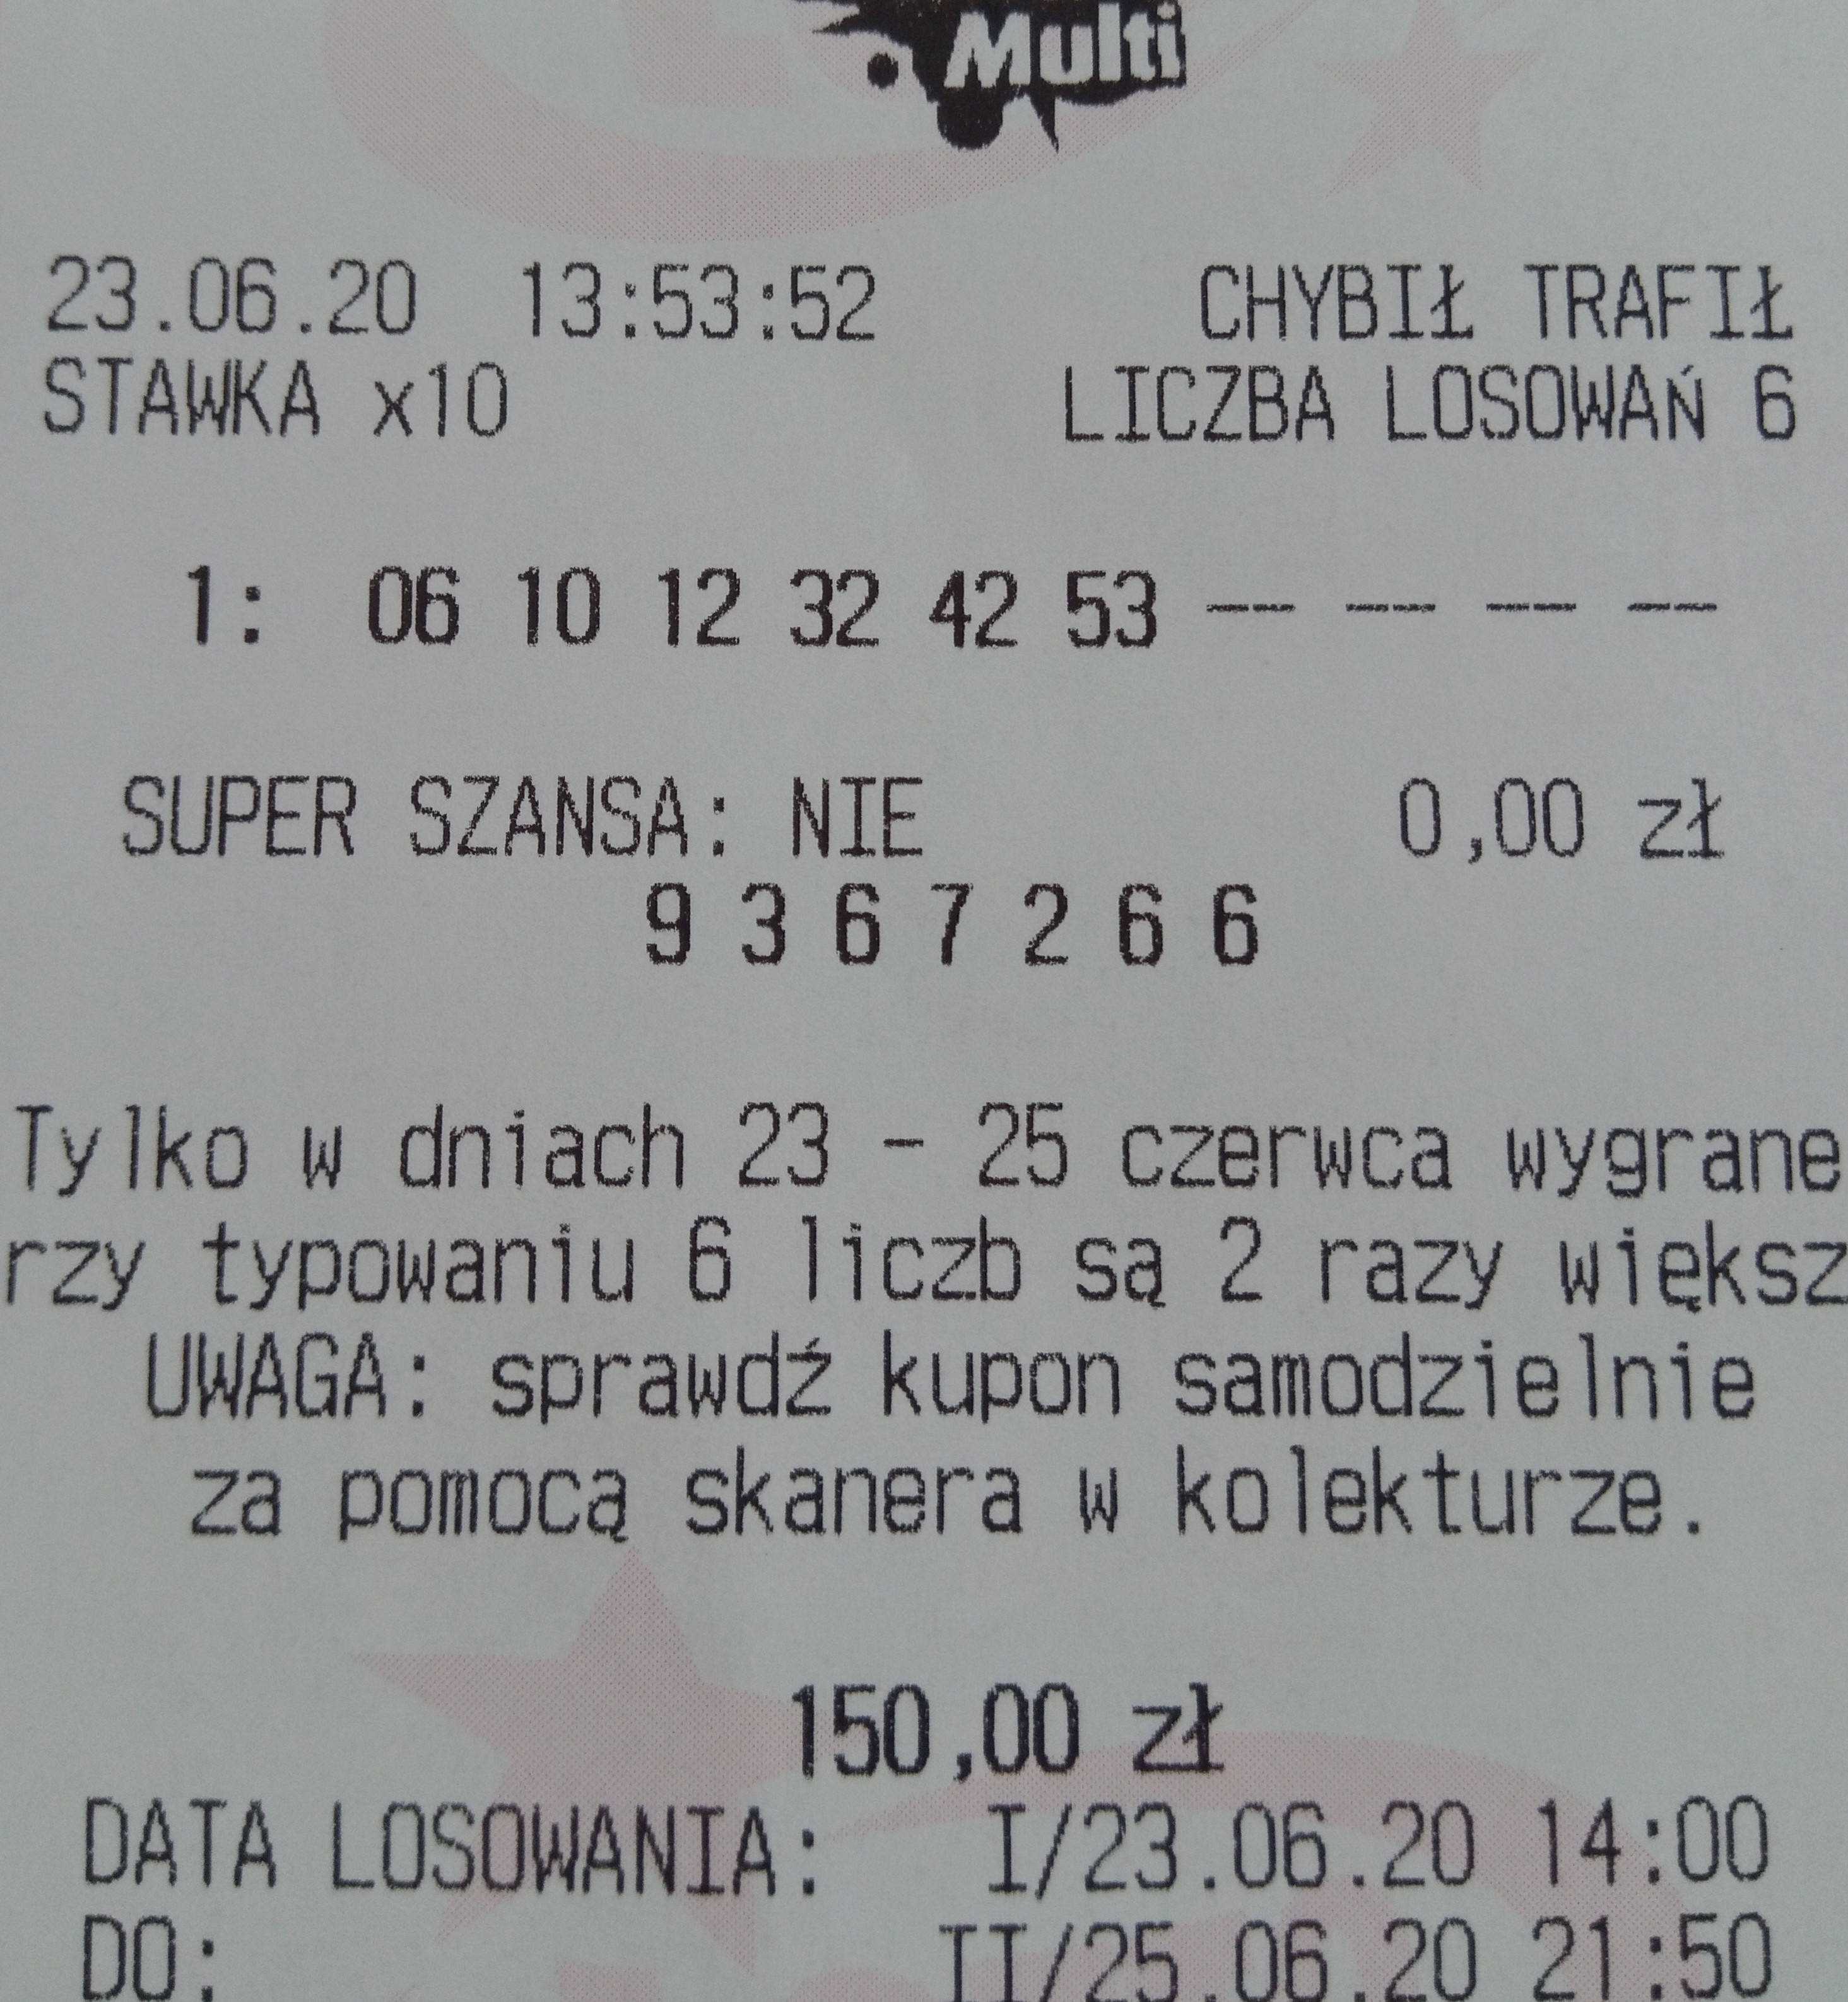 Multi
23.06.20 13:53:52 CHYBIŁ TRAFIŁ
STAWKA x10 LICZBA LOSOWAŃ 6
1: 06 10 12 32 42 53 -- -- -- --
SUPER SZANSA: NIE 0,00 zł
9 3 6 7 2 6 6
Tylko w dniach 23 - 25 czerwca wygrane
rzy typowaniu 6 liczb są 2 razy większ
UWAGA: sprawdź kupon samodzielnie
za pomocą skanera w kolekturze.
150,00 zł
DATA LOSOWANIA: I/23.06.20 14:00
DO: II/25.06.20 21:50